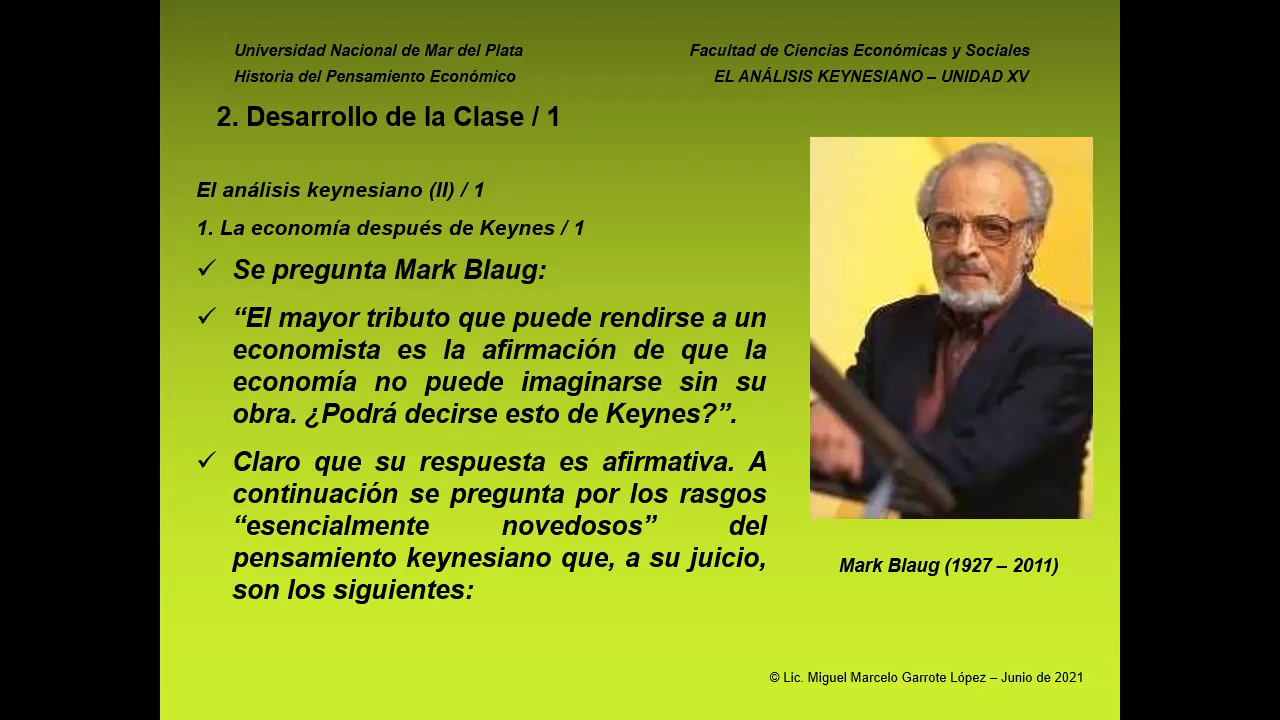 Universidad Nacional de Mar del Plata
Facultad de Ciencias Económicas y Sociales
Historia del Pensamiento Económico
EL ANÁLISIS KEYNESIANO – UNIDAD XV
2. Desarrollo de la Clase / 1
El análisis keynesiano (II) / 1
1. La economía después de Keynes / 1
✓ Se pregunta Mark Blaug:
✓ “El mayor tributo que puede rendirse a un
economista es la afirmación de que la
economía no puede imaginarse sin su
obra. ¿Podrá decirse esto de Keynes?”.
✓ Claro que su respuesta es afirmativa. A
continuación se pregunta por los rasgos
“esencialmente novedosos” del
pensamiento keynesiano que, a su juicio,
son los siguientes:
Mark Blaug (1927 – 2011)
© Lic. Miguel Marcelo Garrote López – Junio de 2021